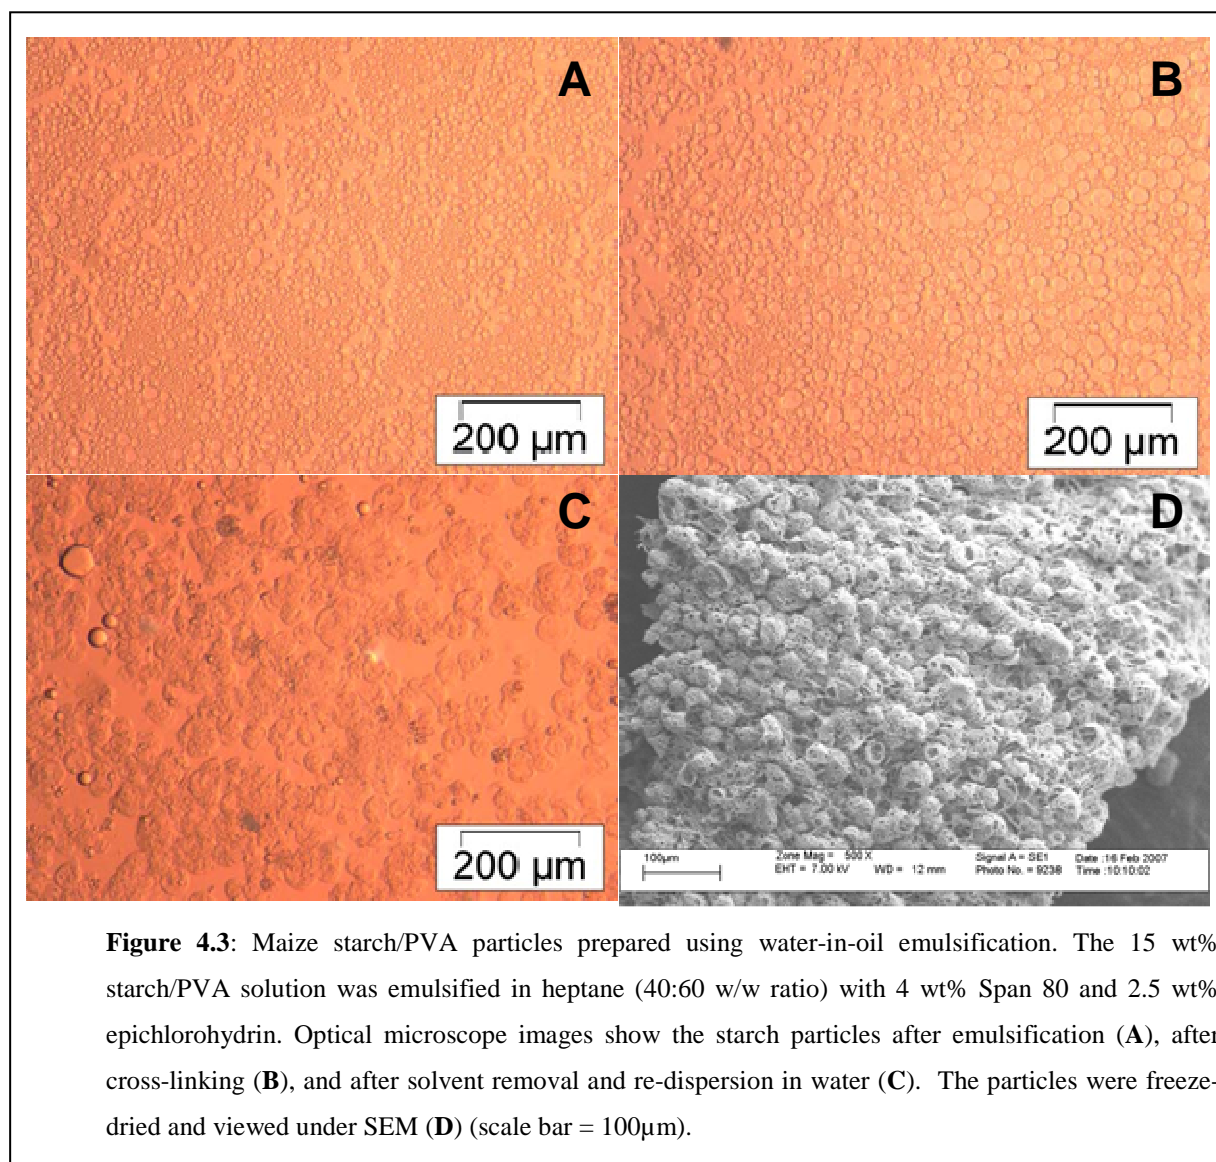 A
B
200 µm
200 µm
C
D
200 µm
100µm
Zone Mag = 500 X
Signal A = SE1
Date :16 Feb 2007
EHT = 7.00 kV
WD = 12 mm
Photo No. = 9238
Time :10:10:02
Figure 4.3: Maize starch/PVA particles prepared using water-in-oil emulsification. The 15 wt%
starch/PVA solution was emulsified in heptane (40:60 w/w ratio) with 4 wt% Span 80 and 2.5 wt%
epichlorohydrin. Optical microscope images show the starch particles after emulsification (A), after
cross-linking (B), and after solvent removal and re-dispersion in water (C). The particles were freeze-
dried and viewed under SEM (D) (scale bar = 100µm).